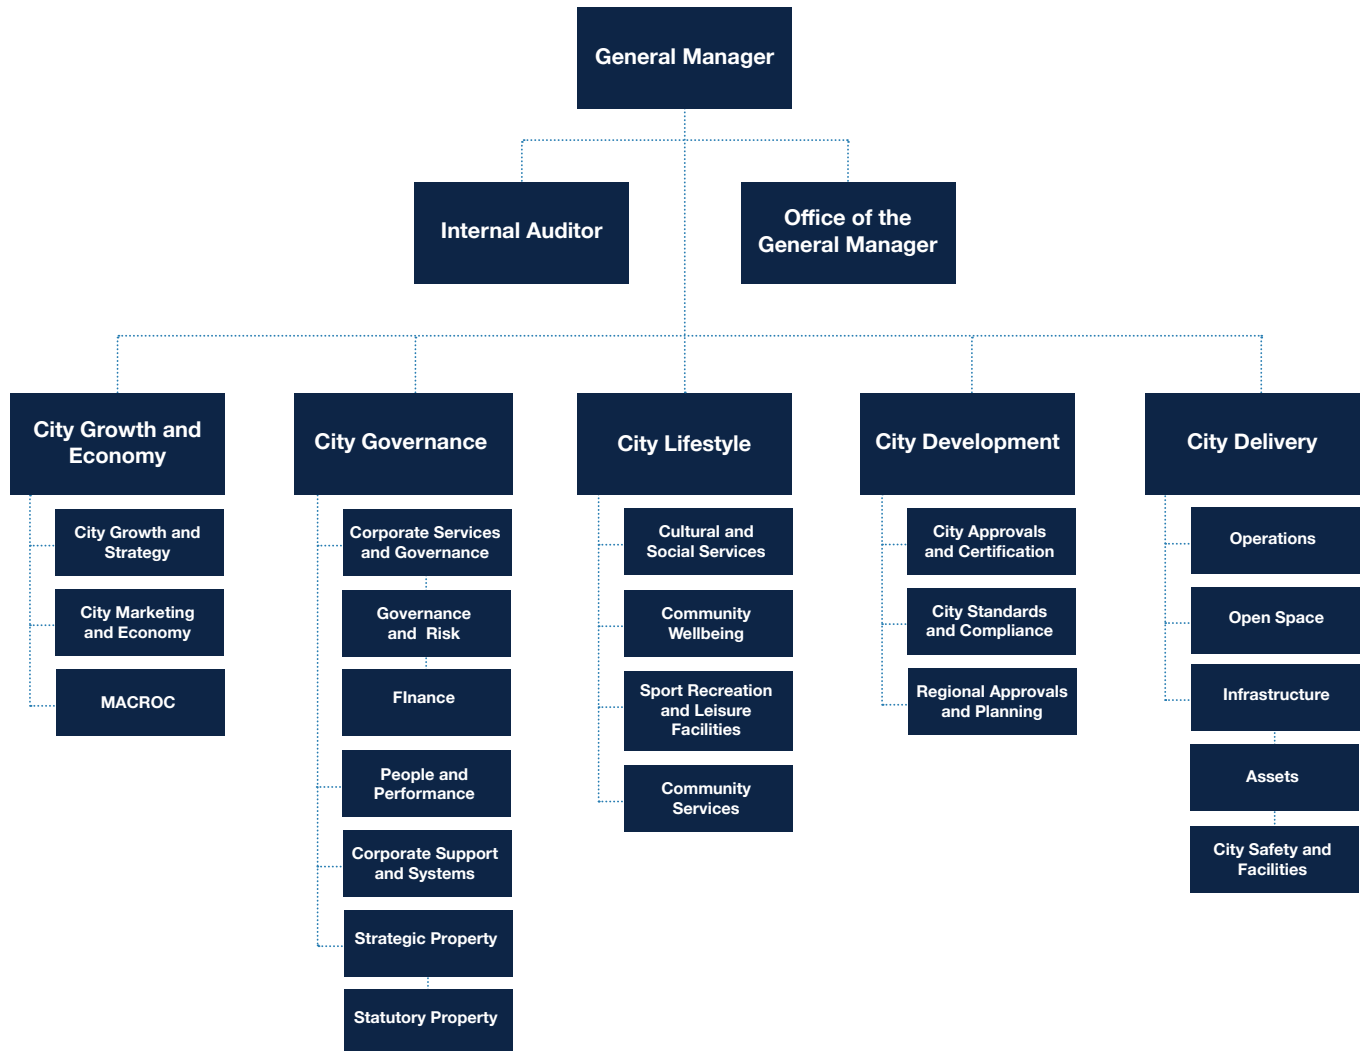 General Manager
Internal Auditor
Office of the
General Manager
City Growth and
Economy
City Growth and
Strategy
City Marketing
and Economy
MACROC
City Governance
Corporate Services
and Governance
Governance
and  Risk
FInance
People and
Performance
Corporate Support
and Systems
Strategic Property
Statutory Property
City Lifestyle
Cultural and
Social Services
Community
Wellbeing
Sport Recreation
and Leisure
Facilities
Community
Services
City Development
City Approvals
and Certification
City Standards
and Compliance
Regional Approvals
and Planning
City Delivery
Operations
Open Space
Infrastructure
Assets
City Safety and
Facilities